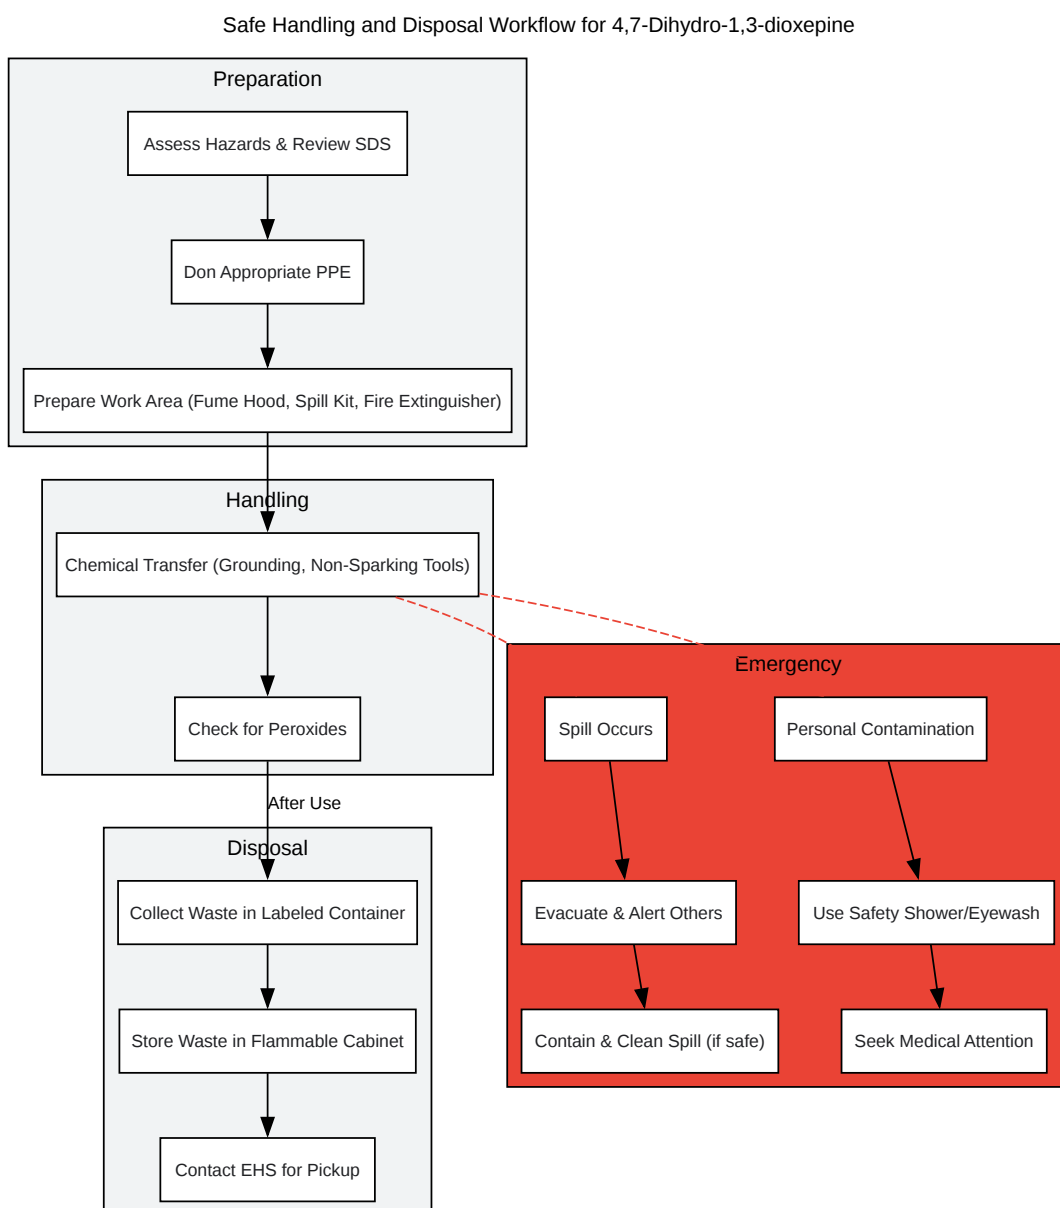 Safe Handling and Disposal Workflow for 4,7-Dihydro-1,3-dioxepine
Preparation
Assess Hazards & Review SDS
Don Appropriate PPE
Prepare Work Area (Fume Hood, Spill Kit, Fire Extinguisher)
Handling
Chemical Transfer (Grounding, Non-Sparking Tools)
Check for Peroxides
After Use
Disposal
Collect Waste in Labeled Container
Store Waste in Flammable Cabinet
Contact EHS for Pickup
Emergency
Spill Occurs
Evacuate & Alert Others
Contain & Clean Spill (if safe)
Personal Contamination
Use Safety Shower/Eyewash
Seek Medical Attention